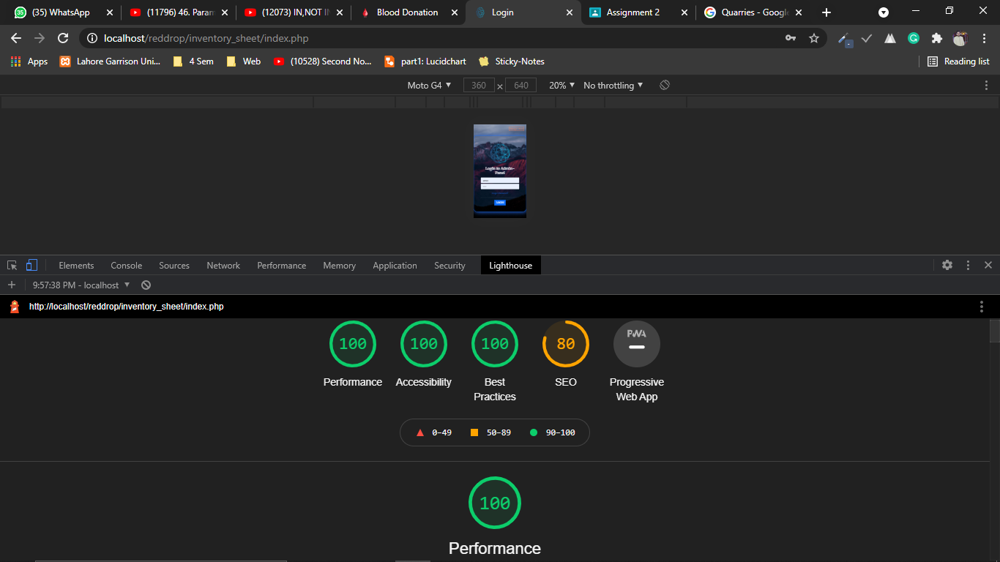 35 (35) WhatsApp
(11796) 46. Param
(12073) IN,NOT IN
Blood Donation
Login
Assignment 2
Quarries - Google
localhost/reddrop/inventory_sheet/index.php
Apps
Lahore Garrison Uni...
4 Sem
Web
(10528) Second No...
part1: Lucidchart
Sticky-Notes
Reading list
Moto G4 ▼ 360 × 640 20% ▼ No throttling ▼
Login to Admin-
Panel
Elements Console Sources Network Performance Memory Application Security Lighthouse
9:57:38 PM - localhost ▼
http://localhost/reddrop/inventory_sheet/index.php
100 100 100 80 PWA
Performance Accessibility Best Practices SEO Progressive Web App
0–49 50–89 90–100
100
Performance